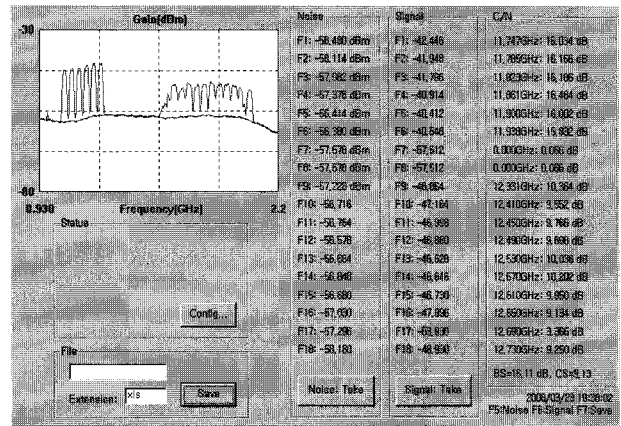 Gain(dBm)
-30
-80
0.930
Frequency(GHz)
2.2
Status
Config...
File
Extension: xls
Save
Noise
F1: -58.480 dBm
F2: -58.114 dBm
F3: -57.982 dBm
F4: -57.378 dBm
F5: -56.414 dBm
F6: -56.380 dBm
F7: -57.578 dBm
F8: -57.578 dBm
F9: -57.228 dBm
F10: -56.716
F11: -56.764
F12: -56.578
F13: -56.664
F14: -56.848
F15: -56.680
F16: -57.030
F17: -57.296
F18: -58.180
Noise: Take
Signal
F1: -42.446
F2: -41.948
F3: -41.796
F4: -40.914
F5: -40.412
F6: -40.548
F7: -57.512
F8: -57.512
F9: -46.864
F10: -47.164
F11: -46.998
F12: -46.880
F13: -46.628
F14: -46.646
F15: -46.730
F16: -47.896
F17: -53.930
F18: -48.930
Signal: Take
C/N
11.747GHz: 16.034 dB
11.785GHz: 16.166 dB
11.823GHz: 16.186 dB
11.861GHz: 16.464 dB
11.900GHz: 16.002 dB
11.938GHz: 15.832 dB
0.000GHz: 0.066 dB
0.000GHz: 0.066 dB
12.331GHz: 10.364 dB
12.410GHz: 9.552 dB
12.450GHz: 9.766 dB
12.490GHz: 9.698 dB
12.530GHz: 10.036 dB
12.570GHz: 10.202 dB
12.610GHz: 9.950 dB
12.650GHz: 9.134 dB
12.690GHz: 3.366 dB
12.730GHz: 9.250 dB
BS=16.11 dB, CS=9.13
2006/03/23 19:38:02
F5:Noise F6:Signal F7:Save